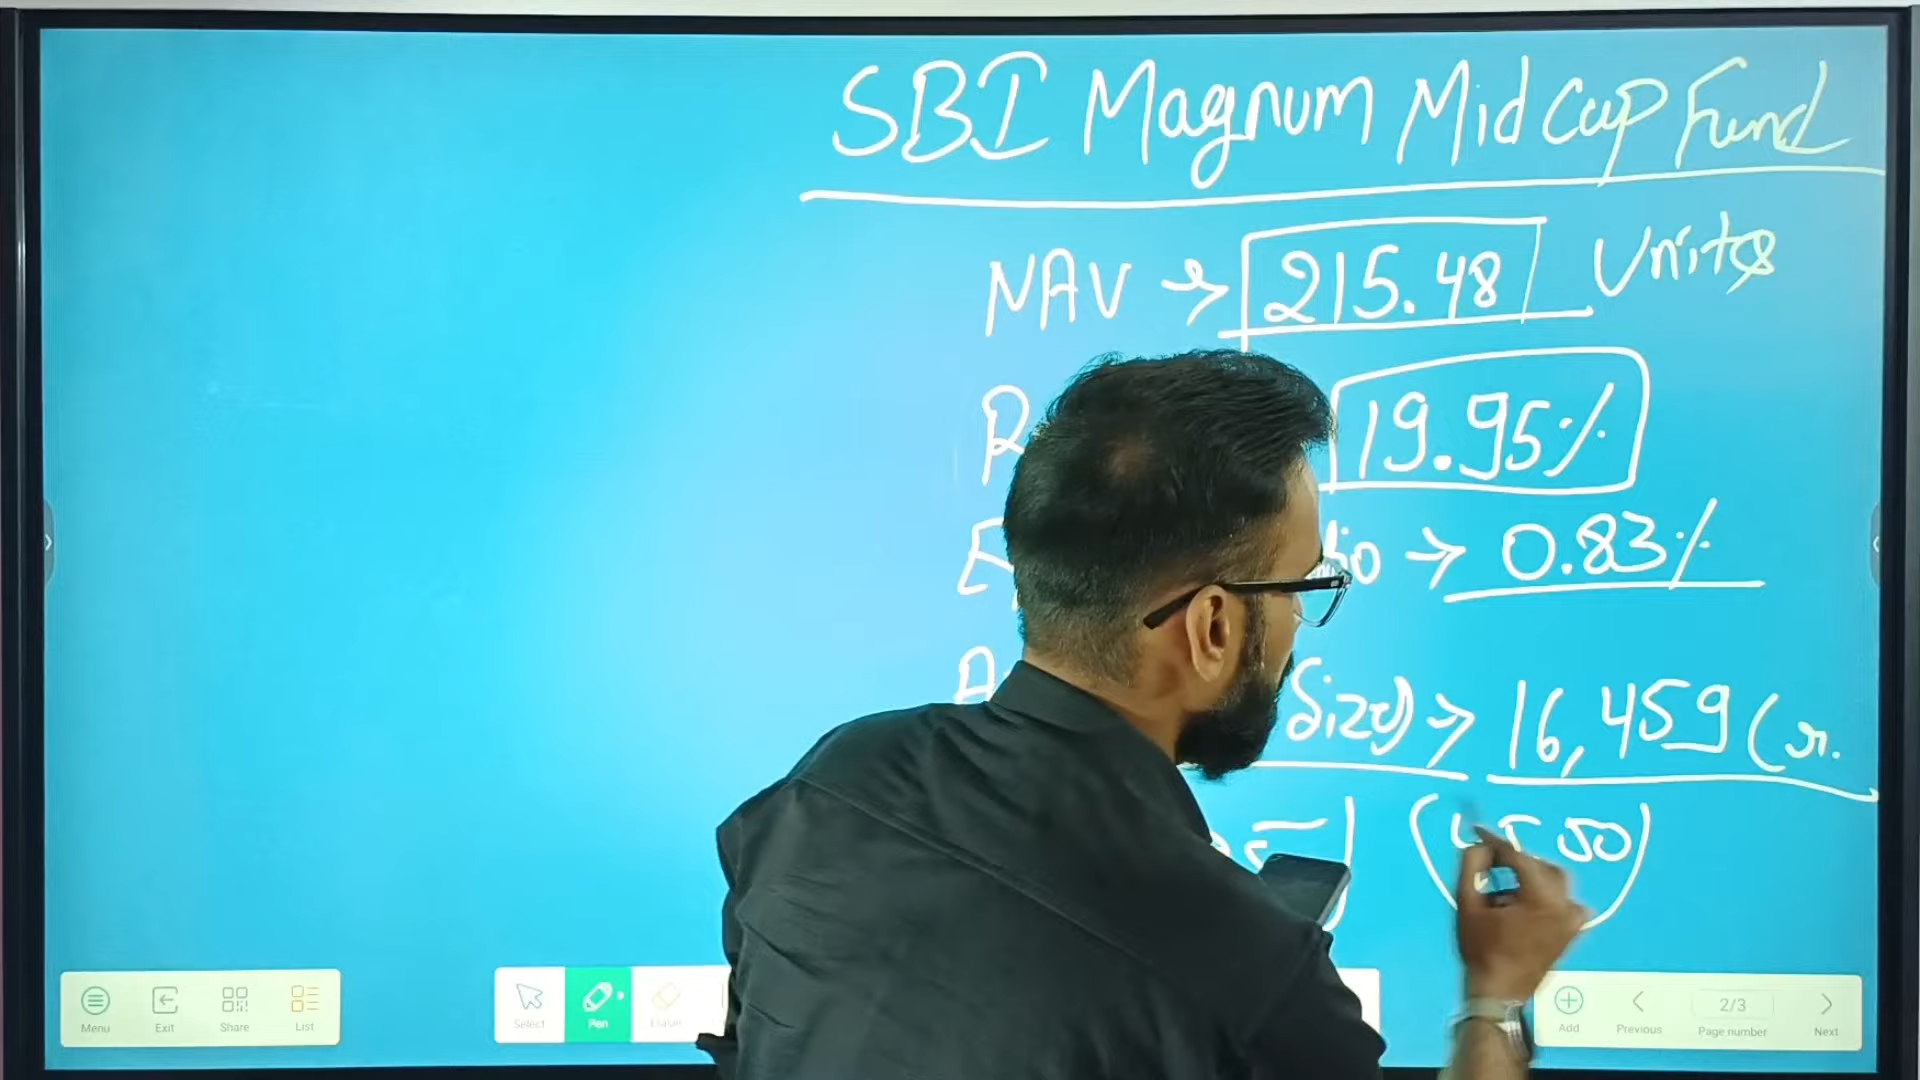 SBI Magnum Mid Cap Fund
NAV → 215.48 Units
19.95%
→ 0.83%
Size) → 16,459 Cr.
Menu Exit Share List Select Pen Eraser Add Previous 2/3 Page number Next